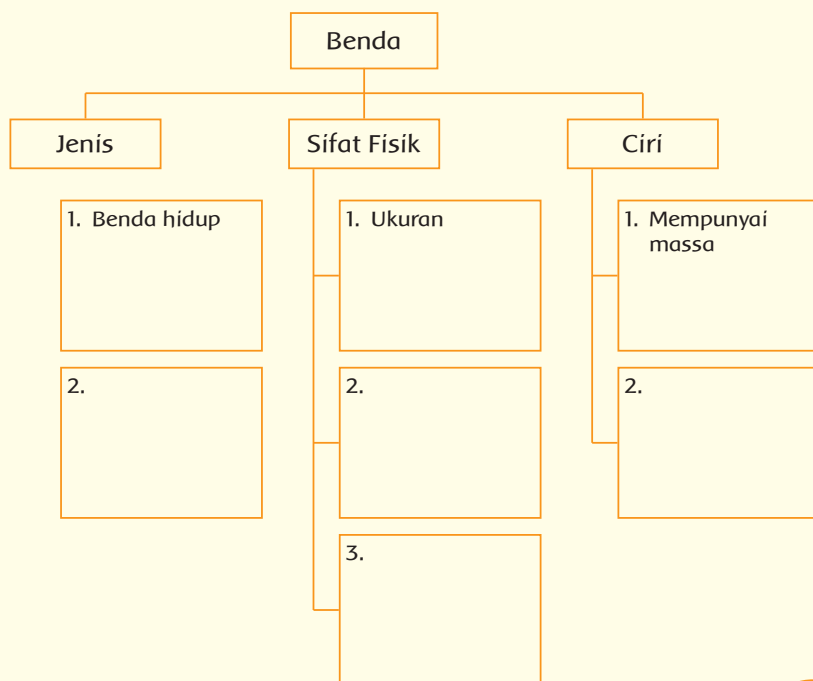 Benda
Jenis
Sifat Fisik
Ciri
1. Benda hidup
1. Ukuran
1. Mempunyai
massa
2.
2.
2.
3.